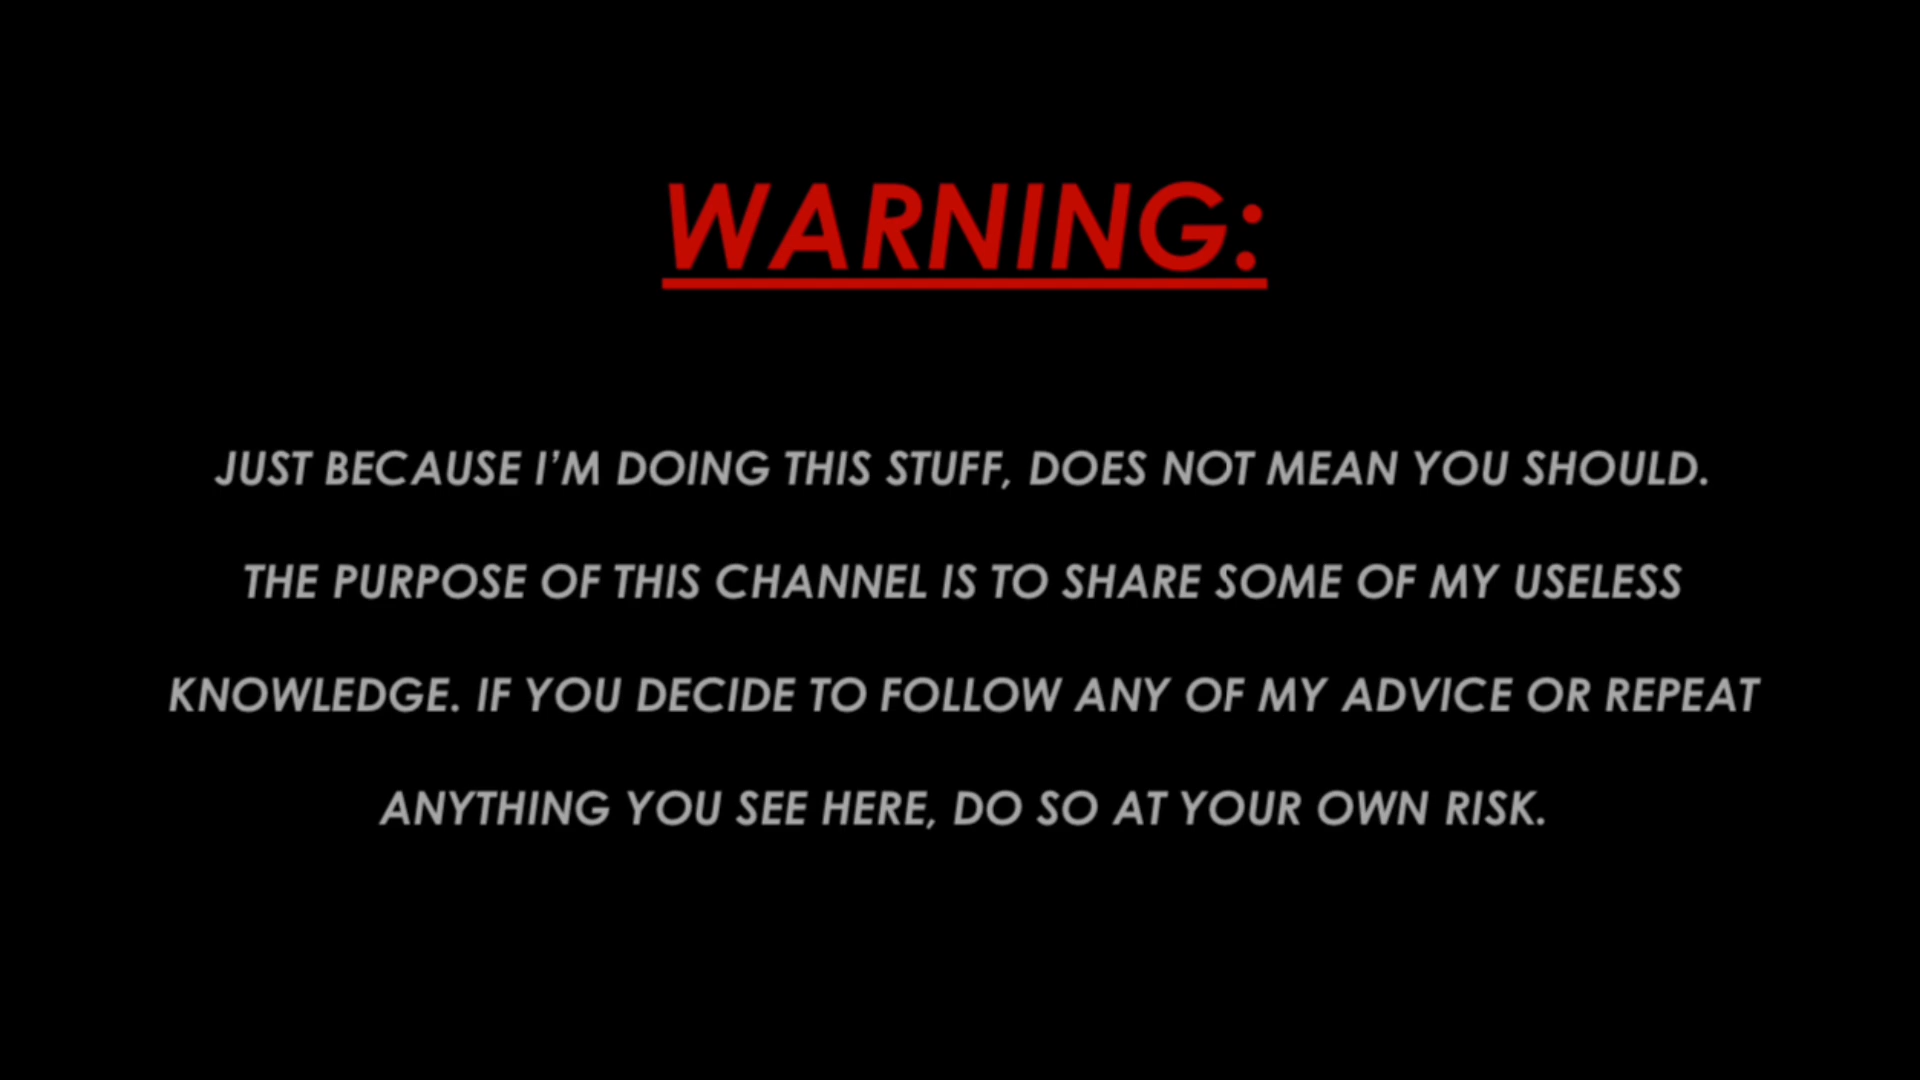 WARNING:
JUST BECAUSE I’M DOING THIS STUFF, DOES NOT MEAN YOU SHOULD.
THE PURPOSE OF THIS CHANNEL IS TO SHARE SOME OF MY USELESS
KNOWLEDGE. IF YOU DECIDE TO FOLLOW ANY OF MY ADVICE OR REPEAT
ANYTHING YOU SEE HERE, DO SO AT YOUR OWN RISK.